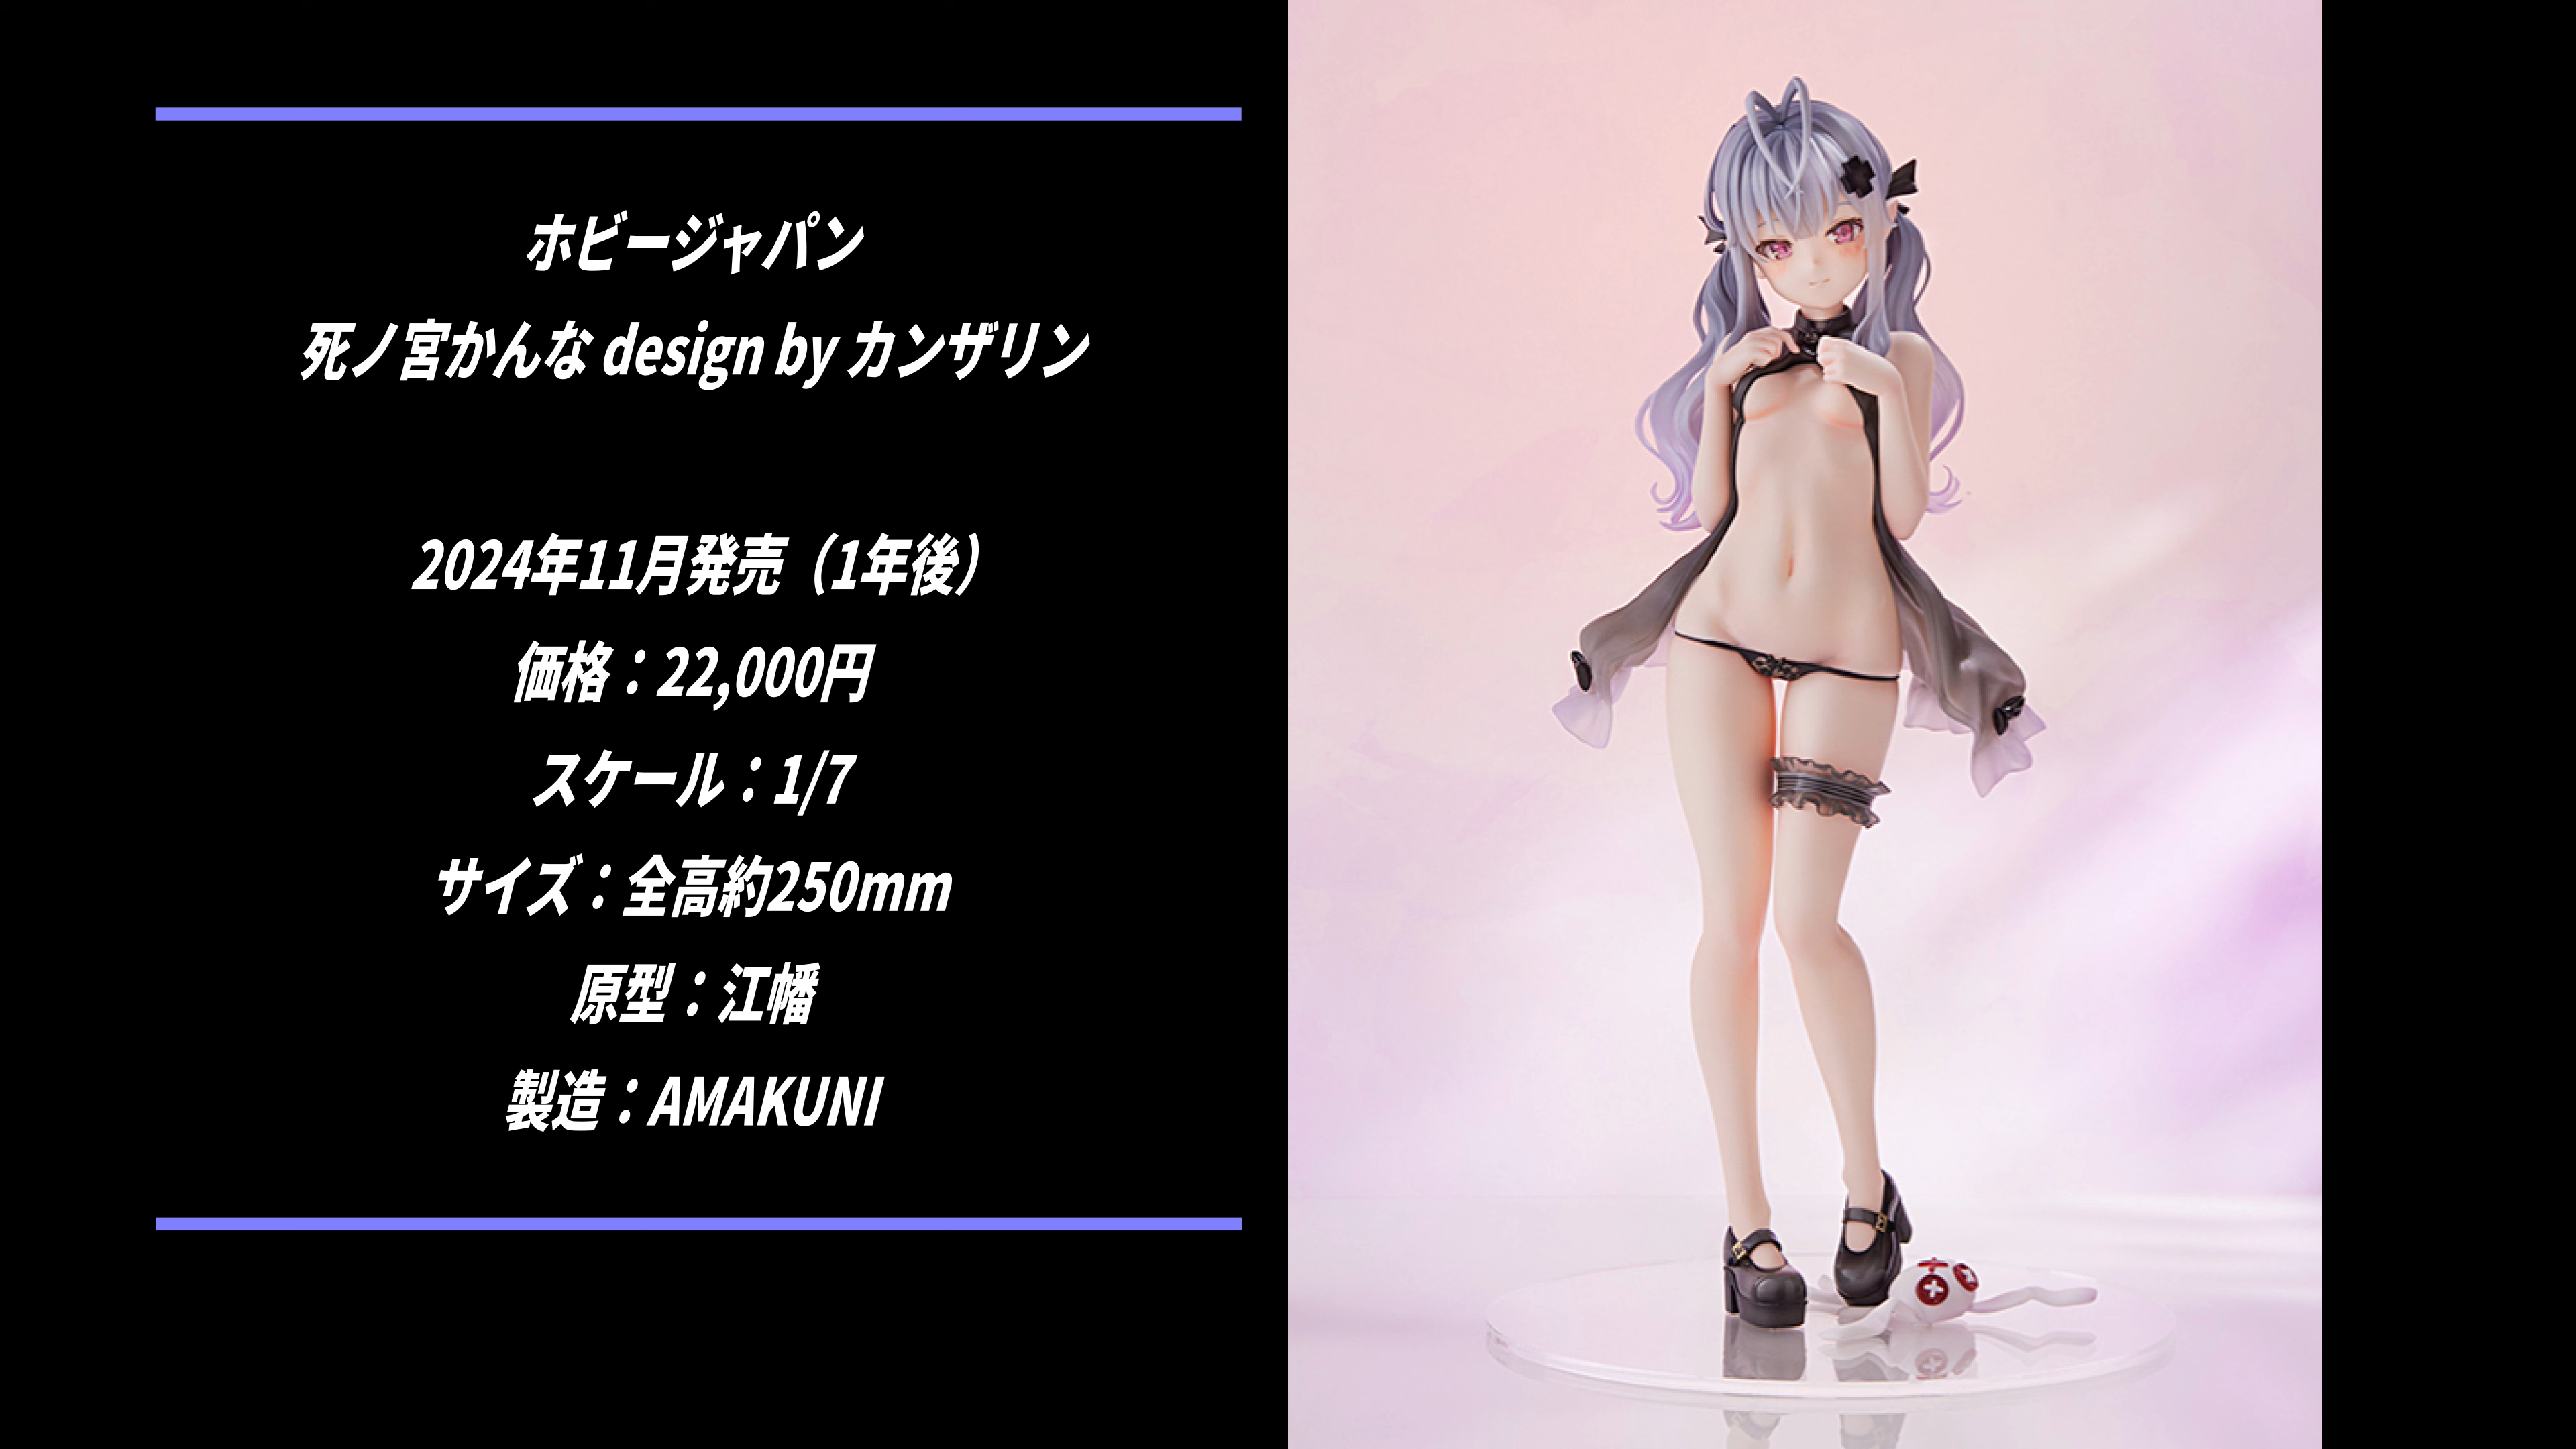 ホビージャパン
死ノ宮かんな design by カンザリン
2024年11月発売（1年後）
価格：22,000円
スケール：1/7
サイズ：全高約250mm
原型：江幡
製造：AMAKUNI